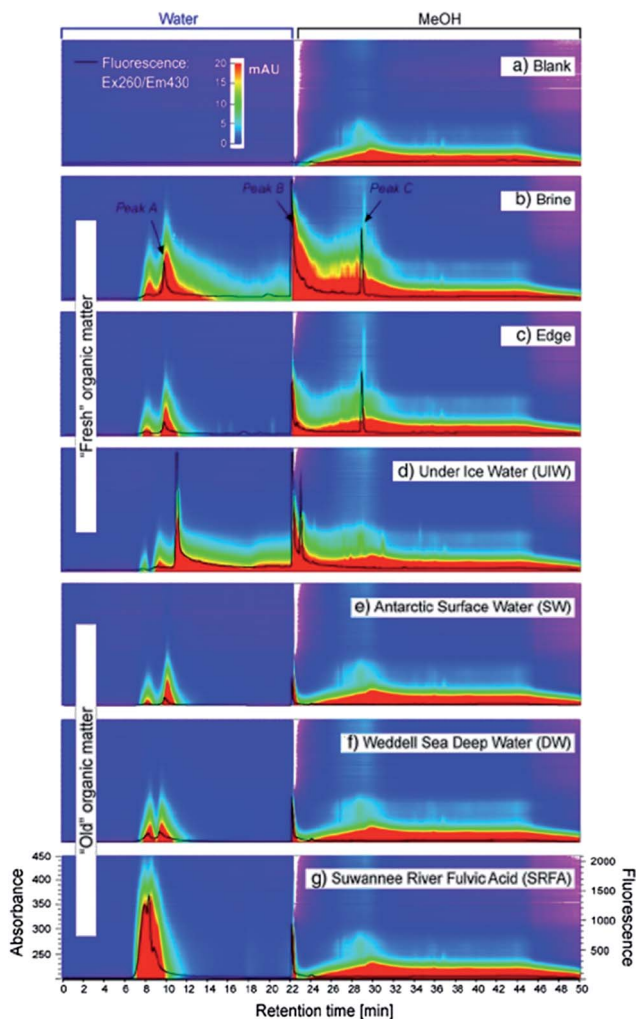 Water
MeOH
Fluorescence:
Ex260/Em430
20
15
10
5
0
mAU
a) Blank
Peak A
Peak B
Peak C
b) Brine
c) Edge
"Fresh" organic matter
d) Under Ice Water (UIW)
e) Antarctic Surface Water (SW)
f) Weddell Sea Deep Water (DW)
"Old" organic matter
g) Suwannee River Fulvic Acid (SRFA)
Absorbance
450
400
350
300
250
2000
1500
1000
500
Fluorescence
0 2 4 6 8 10 12 14 16 18 20 22 24 26 28 30 32 34 36 38 40 42 44 46 48 50
Retention time [min]